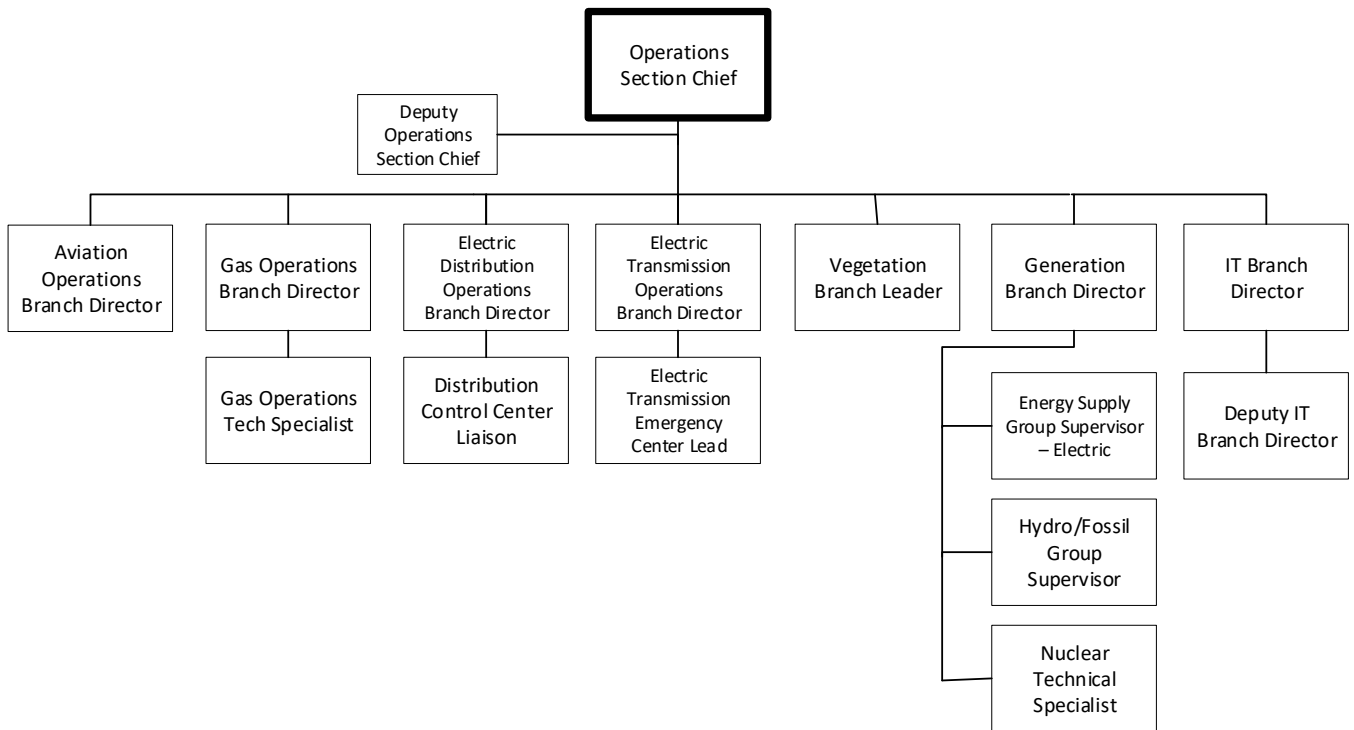 Operations
Section Chief
Deputy
Operations
Section Chief
Aviation
Operations
Branch Director
Gas Operations
Branch Director
Electric
Distribution
Operations
Branch Director
Electric
Transmission
Operations
Branch Director
Vegetation
Branch Leader
Generation
Branch Director
IT Branch
Director
Gas Operations
Tech Specialist
Distribution
Control Center
Liaison
Electric
Transmission
Emergency
Center Lead
Energy Supply
Group Supervisor
– Electric
Deputy IT
Branch Director
Hydro/Fossil
Group
Supervisor
Nuclear
Technical
Specialist